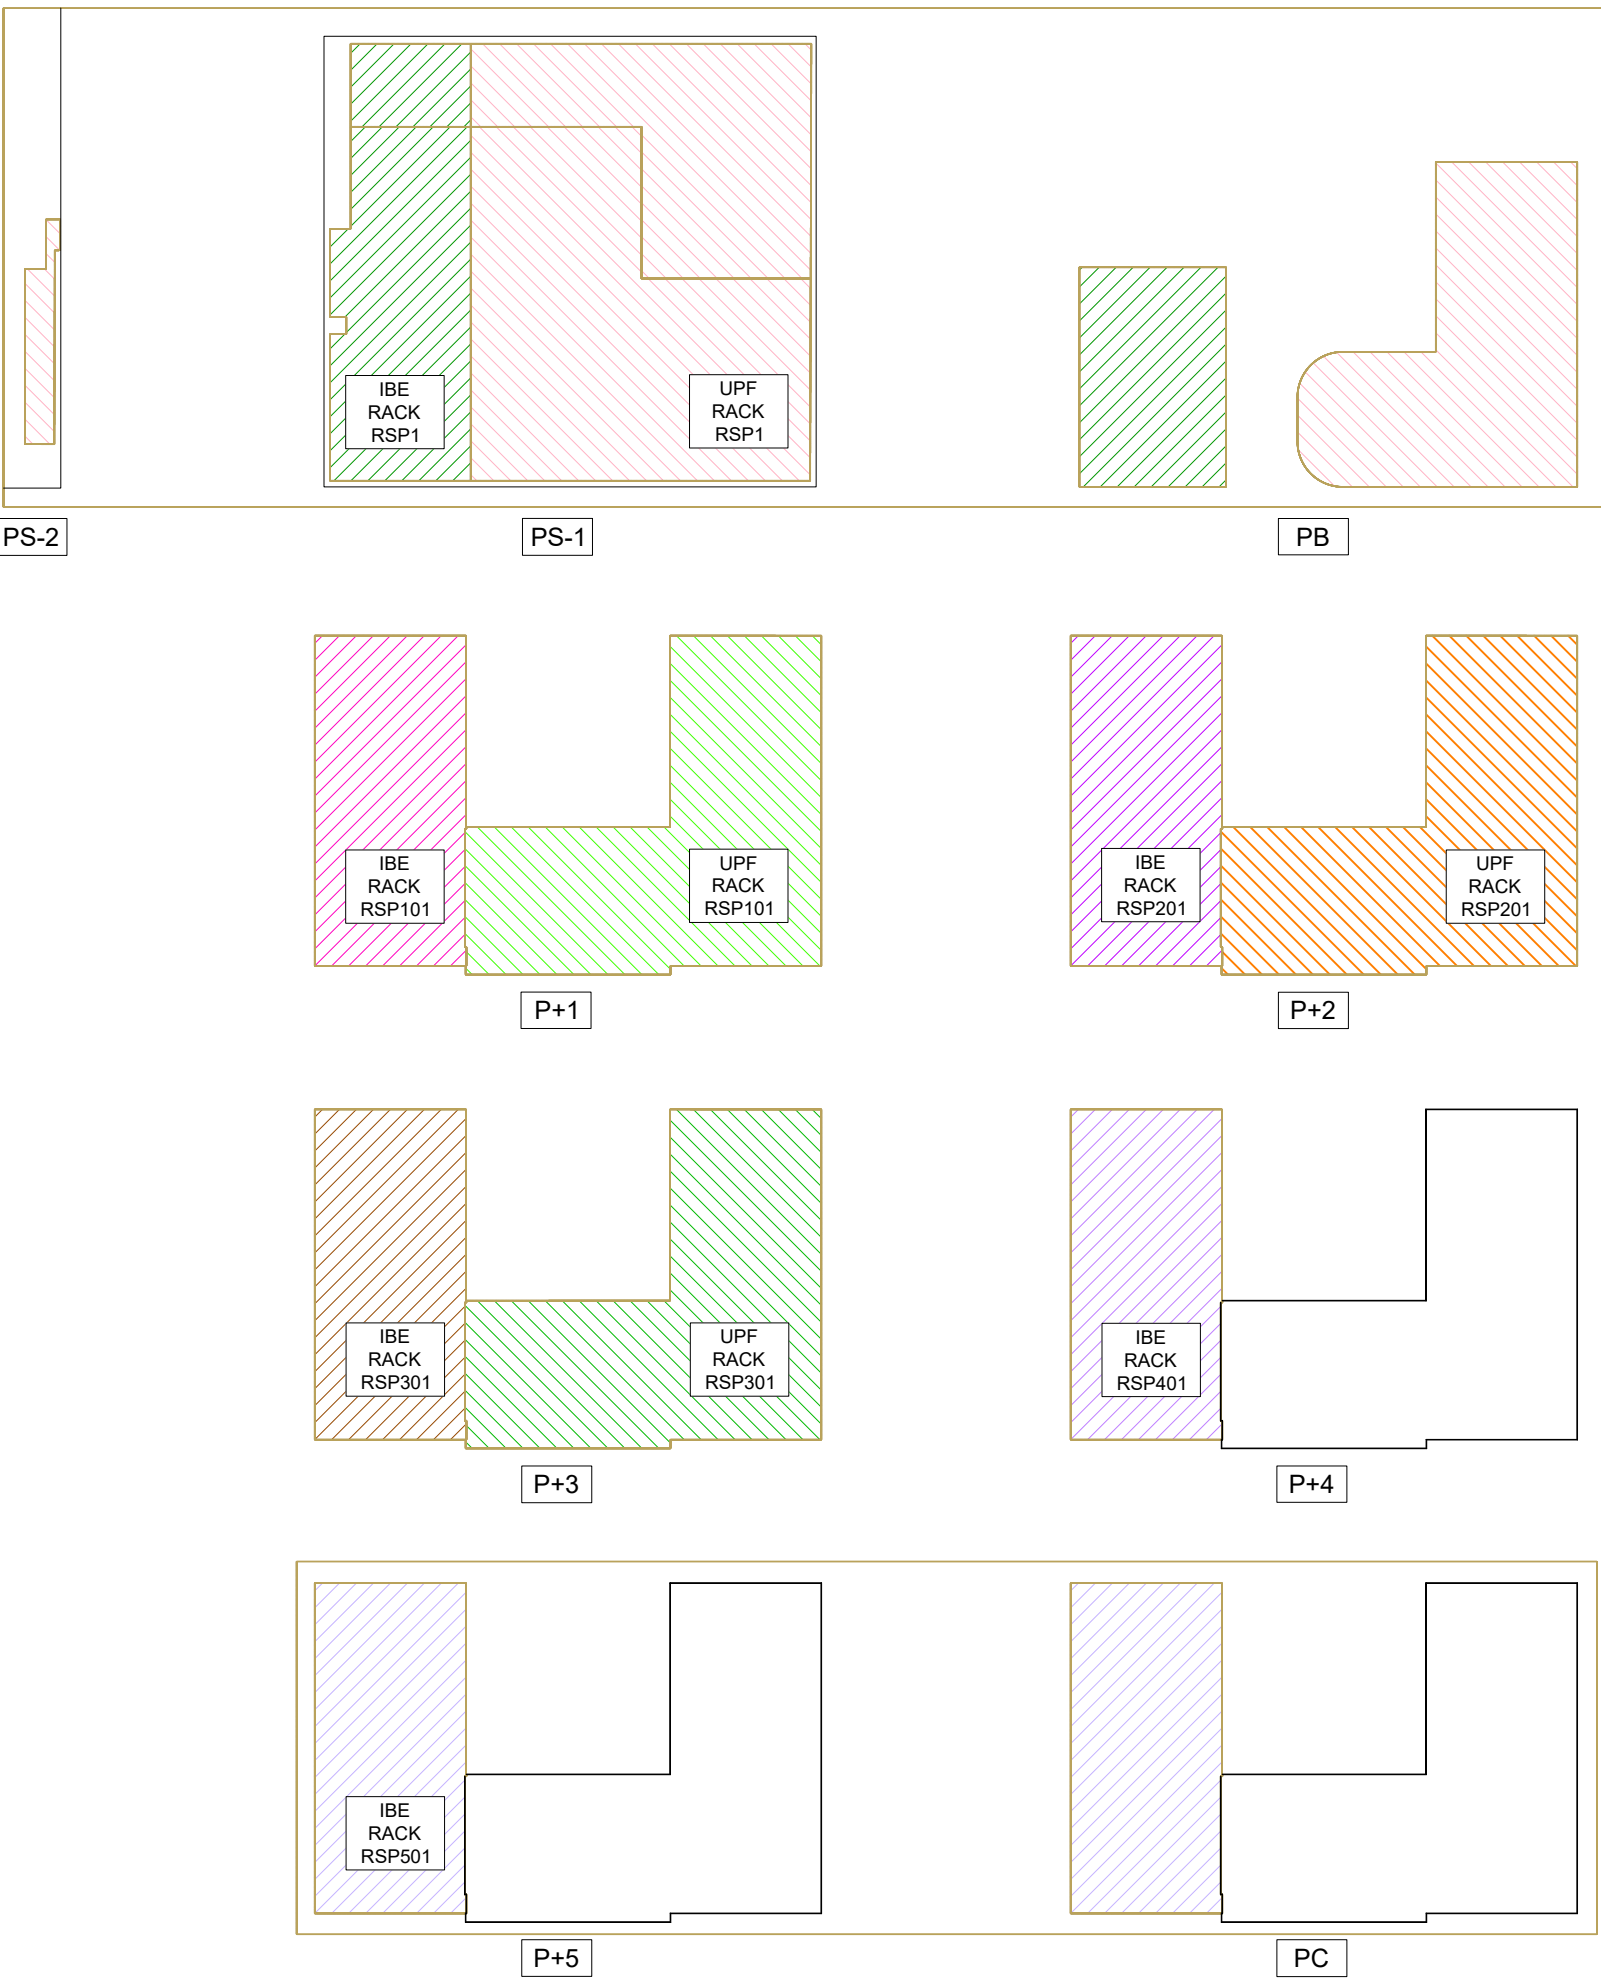 IBE
RACK
RSP1
UPF
RACK
RSP1
PS-2
PS-1
PB
IBE
RACK
RSP101
UPF
RACK
RSP101
IBE
RACK
RSP201
UPF
RACK
RSP201
P+1
P+2
IBE
RACK
RSP301
UPF
RACK
RSP301
IBE
RACK
RSP401
P+3
P+4
IBE
RACK
RSP501
P+5
PC